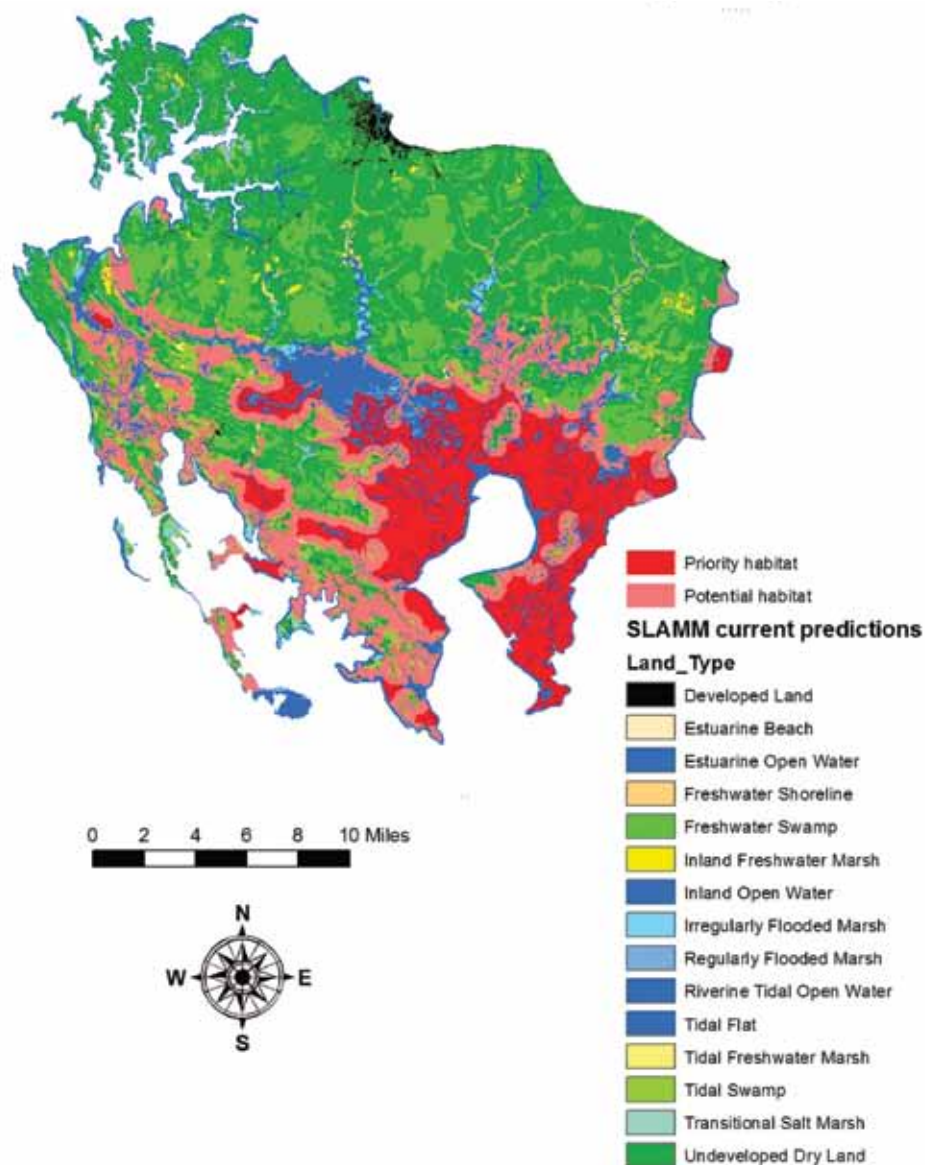 Priority habitat
Potential habitat
SLAMM current predictions
Land_Type
Developed Land
Estuarine Beach
Estuarine Open Water
Freshwater Shoreline
Freshwater Swamp
Inland Freshwater Marsh
Inland Open Water
Irregularly Flooded Marsh
Regularly Flooded Marsh
Riverine Tidal Open Water
Tidal Flat
Tidal Freshwater Marsh
Tidal Swamp
Transitional Salt Marsh
Undeveloped Dry Land
0 2 4 6 8 10 Miles
N
W E
S